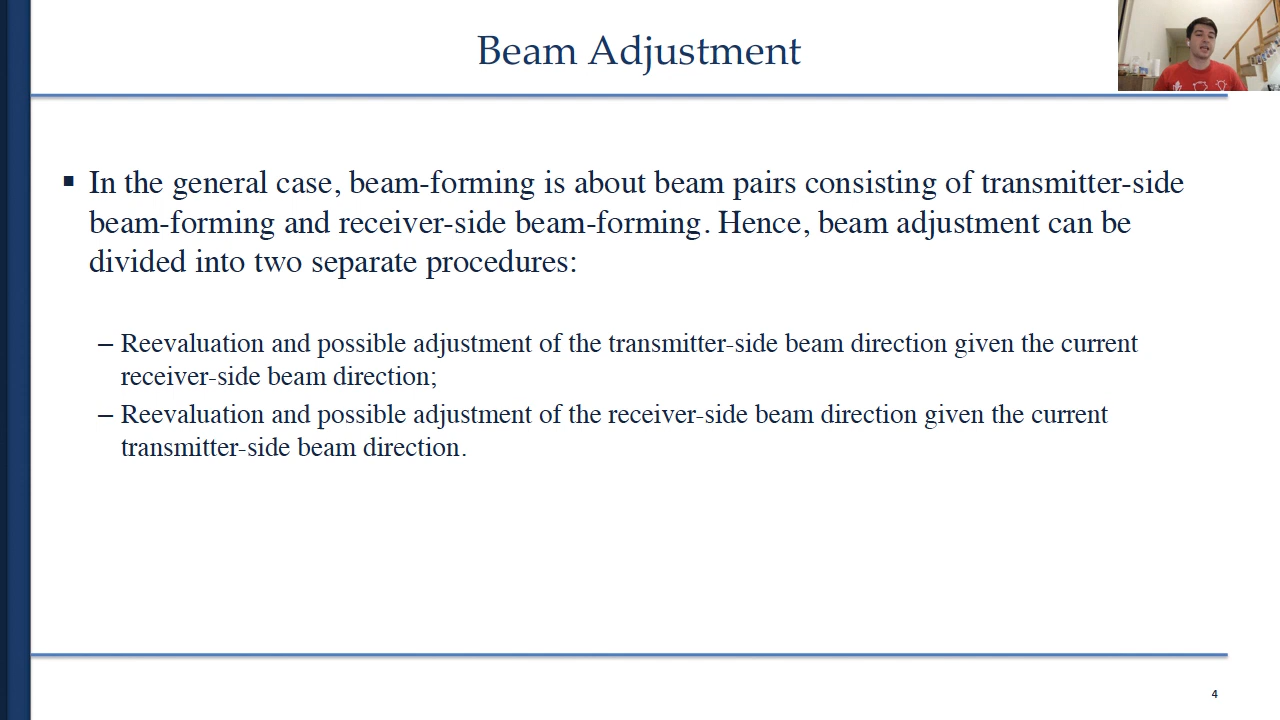 Beam Adjustment
▪ In the general case, beam-forming is about beam pairs consisting of transmitter-side
beam-forming and receiver-side beam-forming. Hence, beam adjustment can be
divided into two separate procedures:
– Reevaluation and possible adjustment of the transmitter-side beam direction given the current
receiver-side beam direction;
– Reevaluation and possible adjustment of the receiver-side beam direction given the current
transmitter-side beam direction.
4